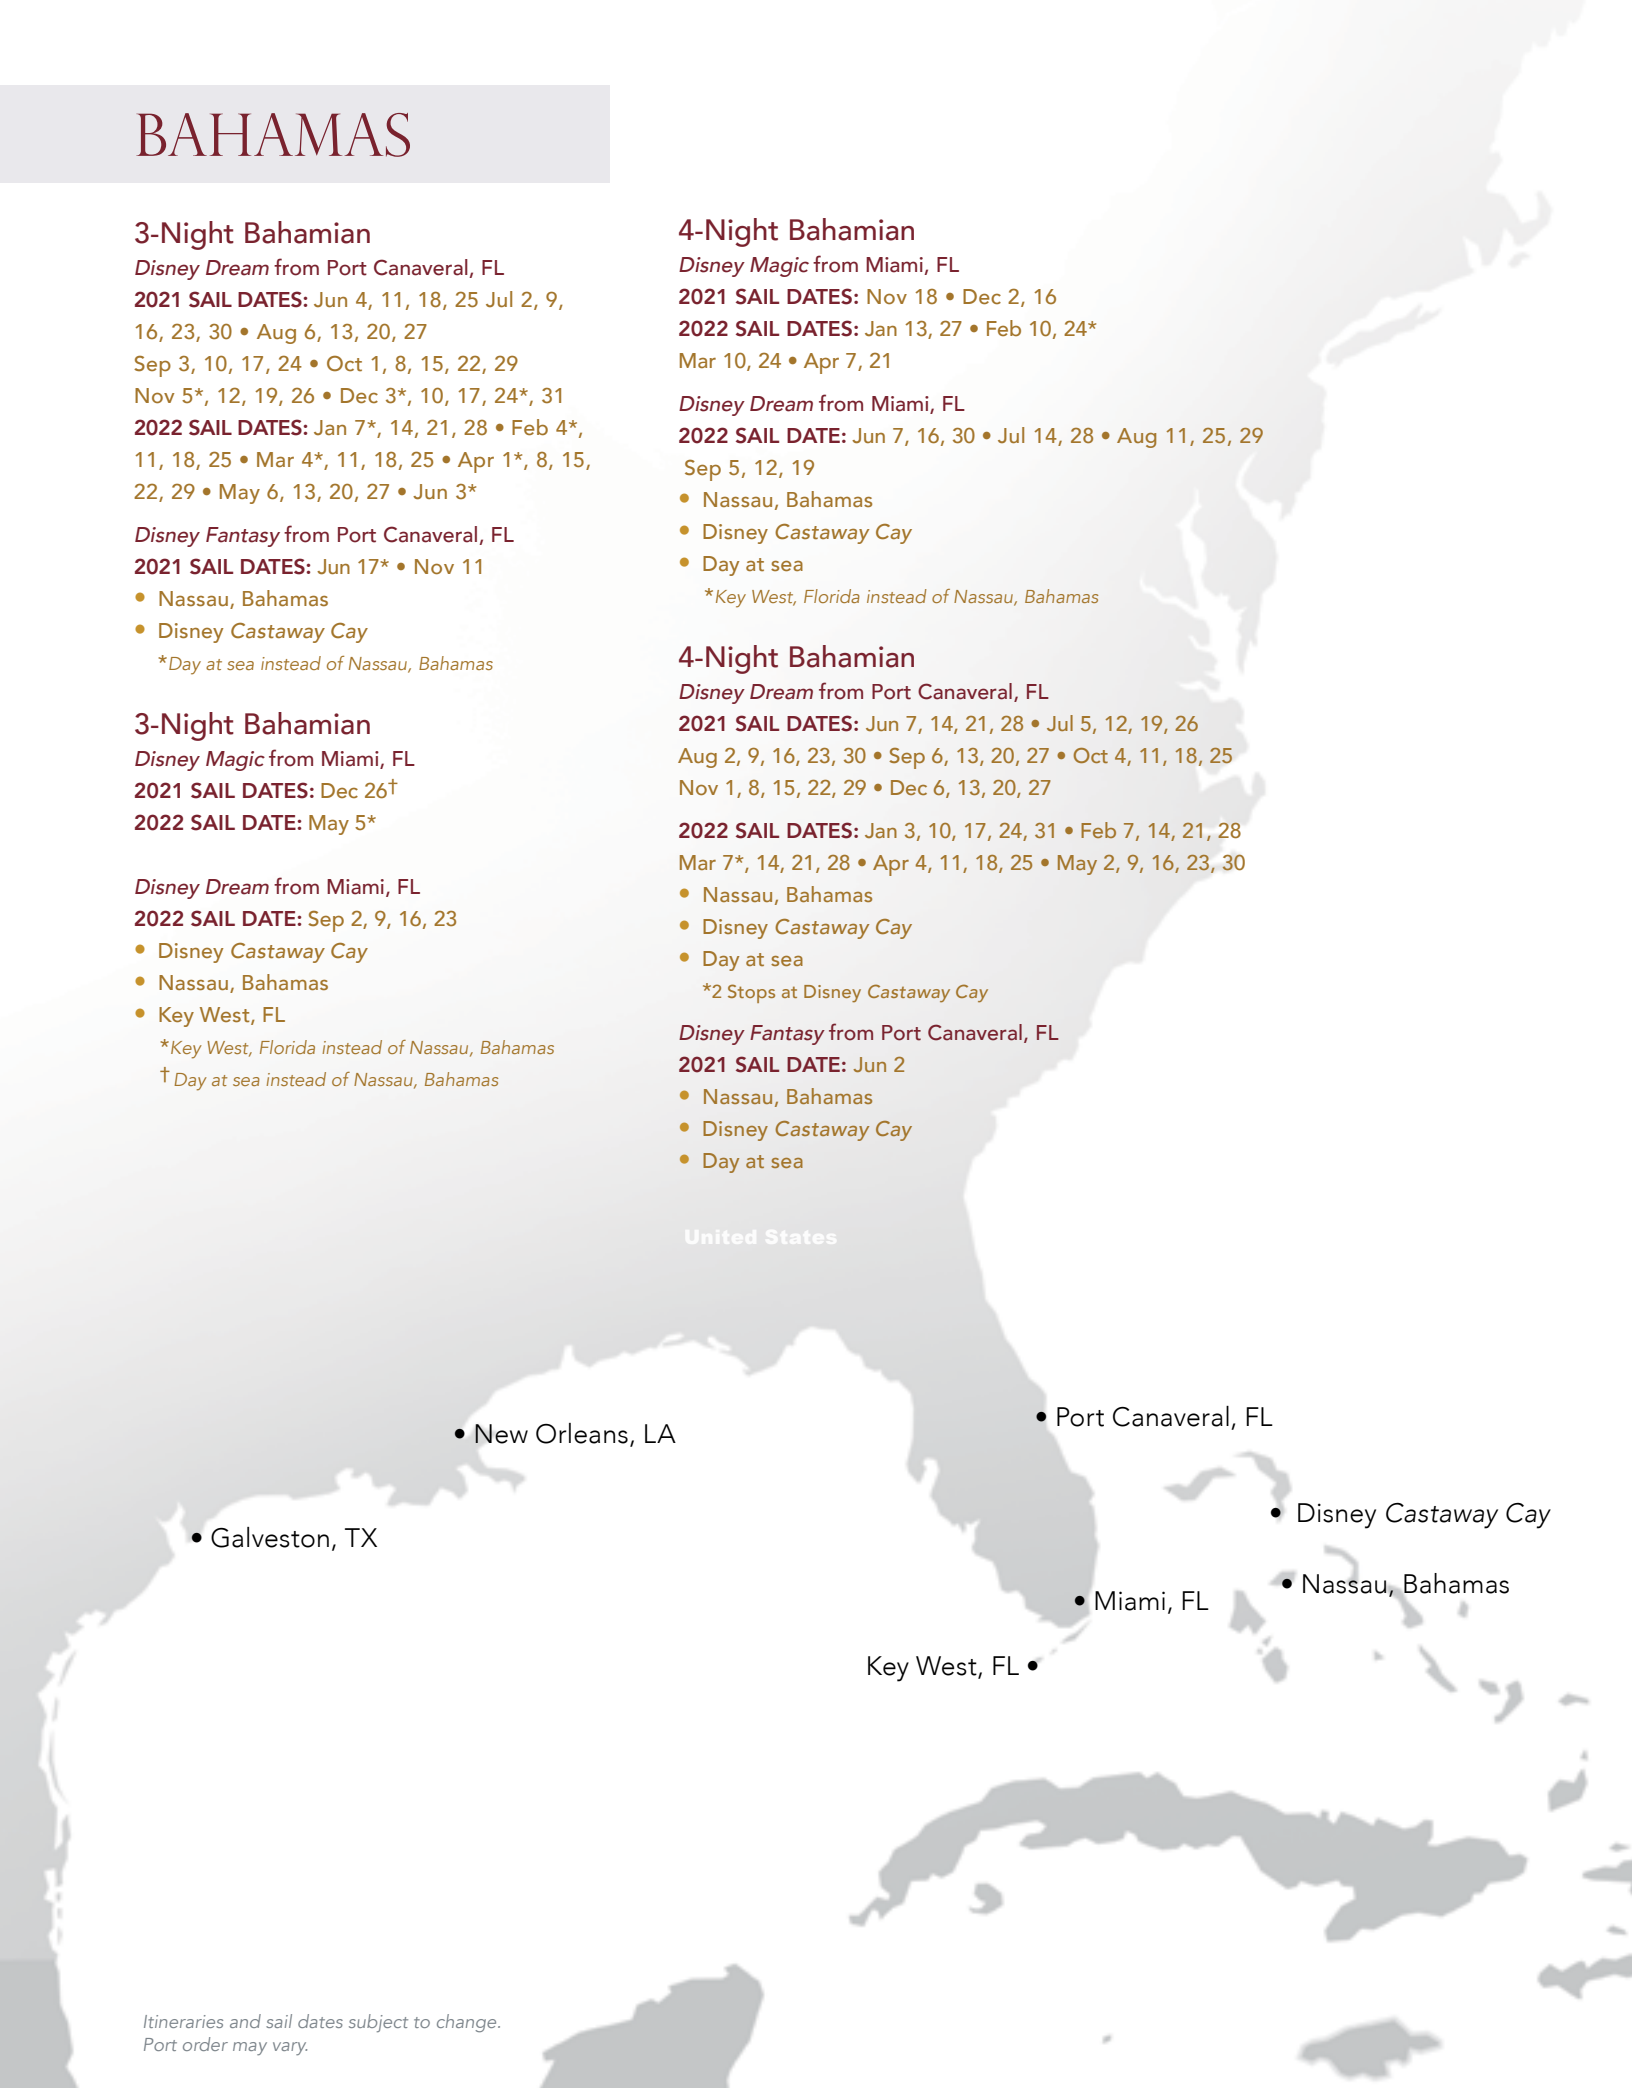 BAHAMAS
3-Night Bahamian
Disney Dream from Port Canaveral, FL
2021 SAIL DATES: Jun 4, 11, 18, 25 Jul 2, 9,
16, 23, 30 • Aug 6, 13, 20, 27
Sep 3, 10, 17, 24 • Oct 1, 8, 15, 22, 29
Nov 5*, 12, 19, 26 • Dec 3*, 10, 17, 24*, 31
2022 SAIL DATES: Jan 7*, 14, 21, 28 • Feb 4*,
11, 18, 25 • Mar 4*, 11, 18, 25 • Apr 1*, 8, 15,
22, 29 • May 6, 13, 20, 27 • Jun 3*
Disney Fantasy from Port Canaveral, FL
2021 SAIL DATES: Jun 17* • Nov 11
• Nassau, Bahamas
• Disney Castaway Cay
*Day at sea instead of Nassau, Bahamas
3-Night Bahamian
Disney Magic from Miami, FL
2021 SAIL DATES: Dec 26†
2022 SAIL DATE: May 5*
Disney Dream from Miami, FL
2022 SAIL DATE: Sep 2, 9, 16, 23
• Disney Castaway Cay
• Nassau, Bahamas
• Key West, FL
*Key West, Florida instead of Nassau, Bahamas
† Day at sea instead of Nassau, Bahamas
4-Night Bahamian
Disney Magic from Miami, FL
2021 SAIL DATES: Nov 18 • Dec 2, 16
2022 SAIL DATES: Jan 13, 27 • Feb 10, 24*
Mar 10, 24 • Apr 7, 21
Disney Dream from Miami, FL
2022 SAIL DATE: Jun 7, 16, 30 • Jul 14, 28 • Aug 11, 25, 29
Sep 5, 12, 19
• Nassau, Bahamas
• Disney Castaway Cay
• Day at sea
*Key West, Florida instead of Nassau, Bahamas
4-Night Bahamian
Disney Dream from Port Canaveral, FL
2021 SAIL DATES: Jun 7, 14, 21, 28 • Jul 5, 12, 19, 26
Aug 2, 9, 16, 23, 30 • Sep 6, 13, 20, 27 • Oct 4, 11, 18, 25
Nov 1, 8, 15, 22, 29 • Dec 6, 13, 20, 27
2022 SAIL DATES: Jan 3, 10, 17, 24, 31 • Feb 7, 14, 21, 28
Mar 7*, 14, 21, 28 • Apr 4, 11, 18, 25 • May 2, 9, 16, 23, 30
• Nassau, Bahamas
• Disney Castaway Cay
• Day at sea
*2 Stops at Disney Castaway Cay
Disney Fantasy from Port Canaveral, FL
2021 SAIL DATE: Jun 2
• Nassau, Bahamas
• Disney Castaway Cay
• Day at sea
United States
• Port Canaveral, FL
• New Orleans, LA
• Disney Castaway Cay
• Galveston, TX
• Nassau, Bahamas
• Miami, FL
Key West, FL •
Itineraries and sail dates subject to change.
Port order may vary.